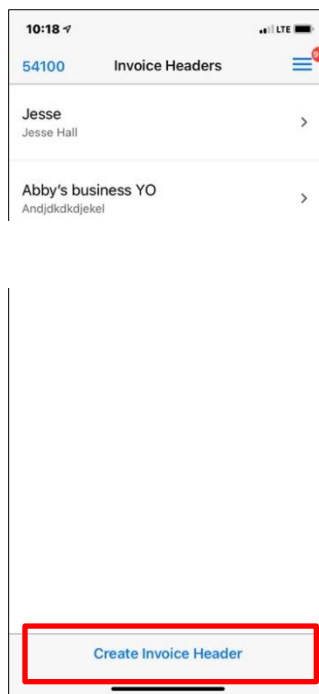 10:18
LTE
54100 Invoice Headers
Jesse
Jesse Hall
Abby's business YO
Andjdkdkdjekel
Create Invoice Header